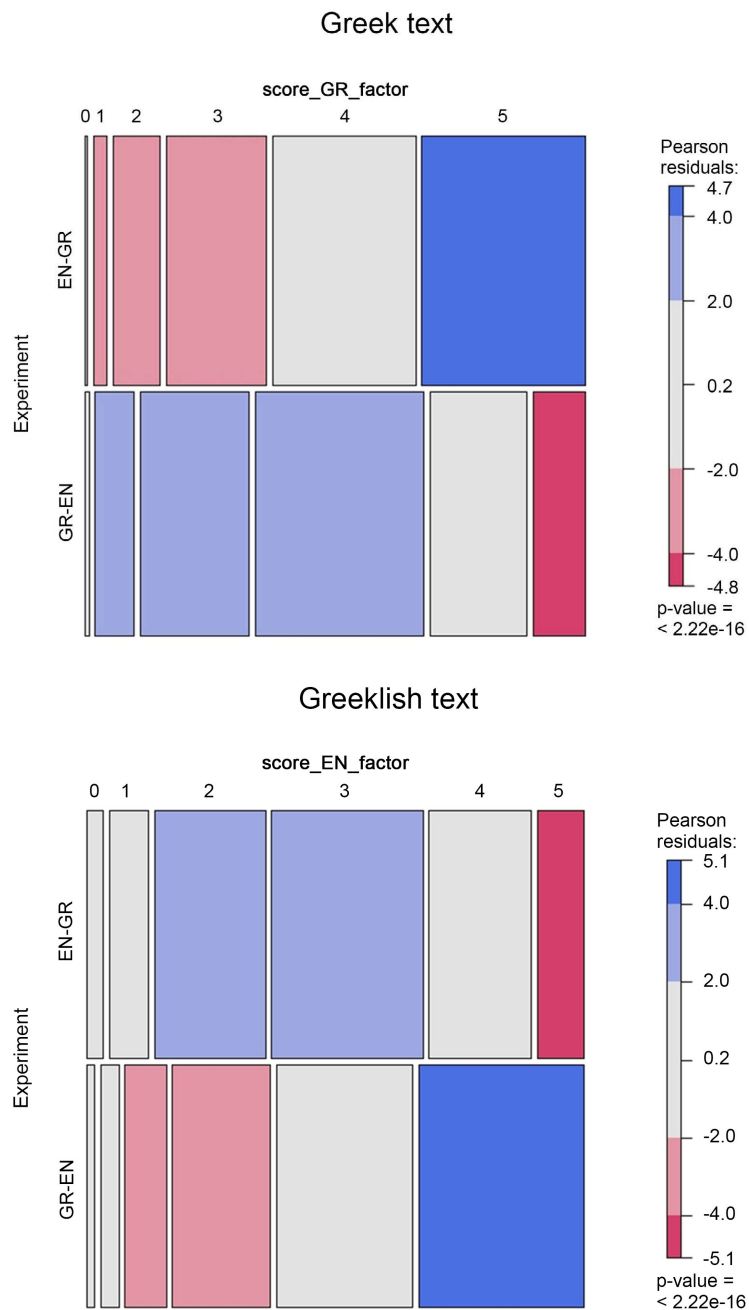 Greek text
score_GR_factor
0 1 2 3 4 5
Experiment
EN-GR
GR-EN
Pearson
residuals:
4.7
4.0
2.0
0.2
-2.0
-4.0
-4.8
p-value =
< 2.22e-16
Greeklish text
score_EN_factor
0 1 2 3 4 5
Experiment
EN-GR
GR-EN
Pearson
residuals:
5.1
4.0
2.0
0.2
-2.0
-4.0
-5.1
p-value =
< 2.22e-16